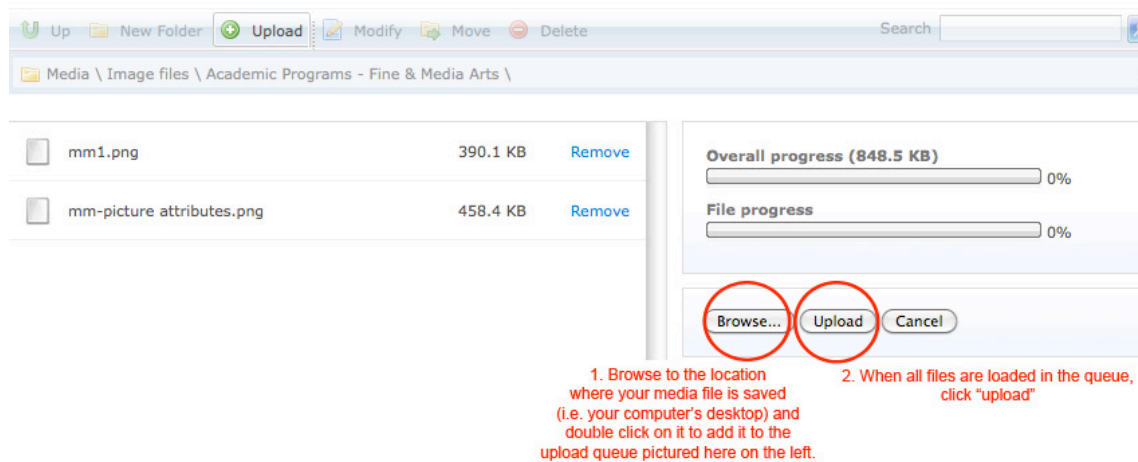 Up New Folder Upload Modify Move Delete Search
Media \ Image files \ Academic Programs - Fine & Media Arts \
mm1.png 390.1 KB Remove
mm-picture attributes.png 458.4 KB Remove
Overall progress (848.5 KB)
0%
File progress
0%
Browse... Upload Cancel
1. Browse to the location
where your media file is saved
(i.e. your computer's desktop) and
double click on it to add it to the
upload queue pictured here on the left.
2. When all files are loaded in the queue,
click “upload”